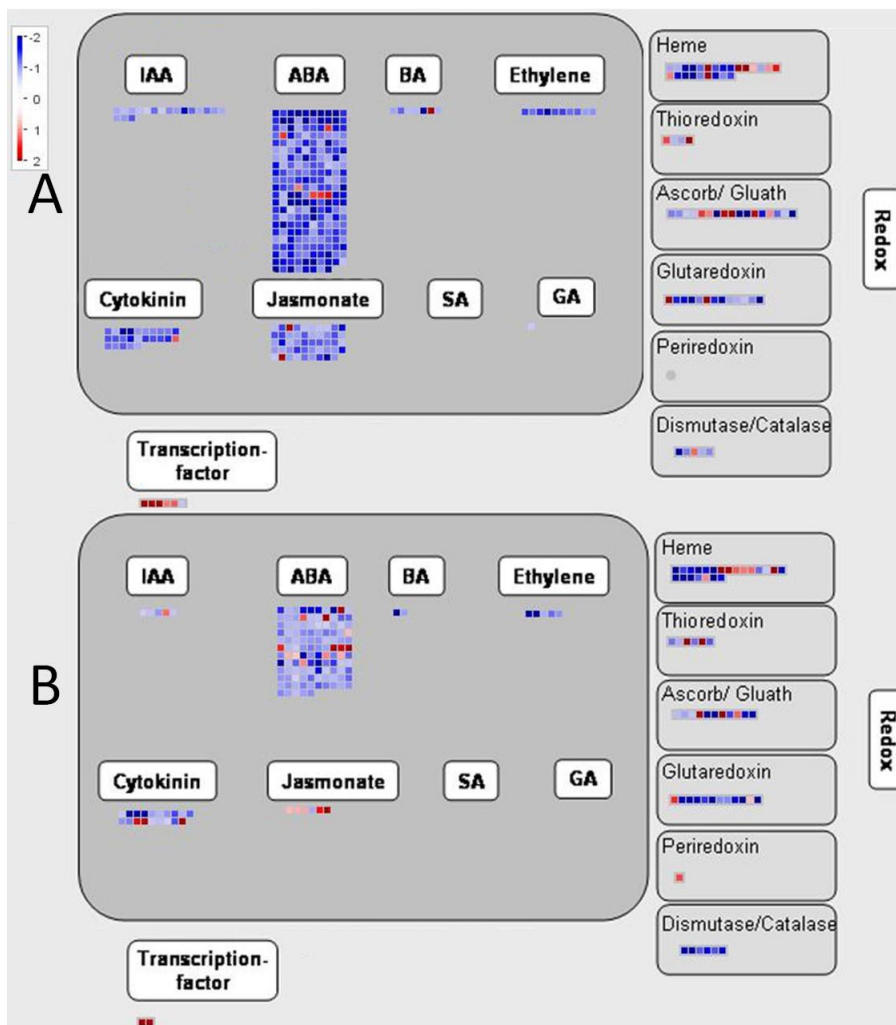 -2
-1
0
1
2
A
IAA
ABA
BA
Ethylene
Cytokinin
Jasmonate
SA
GA
Transcription-
factor
Heme
Thioredoxin
Ascorb/ Gluath
Glutaredoxin
Periredoxin
Dismutase/Catalase
Redox
B
IAA
ABA
BA
Ethylene
Cytokinin
Jasmonate
SA
GA
Transcription-
factor
Heme
Thioredoxin
Ascorb/ Gluath
Glutaredoxin
Periredoxin
Dismutase/Catalase
Redox